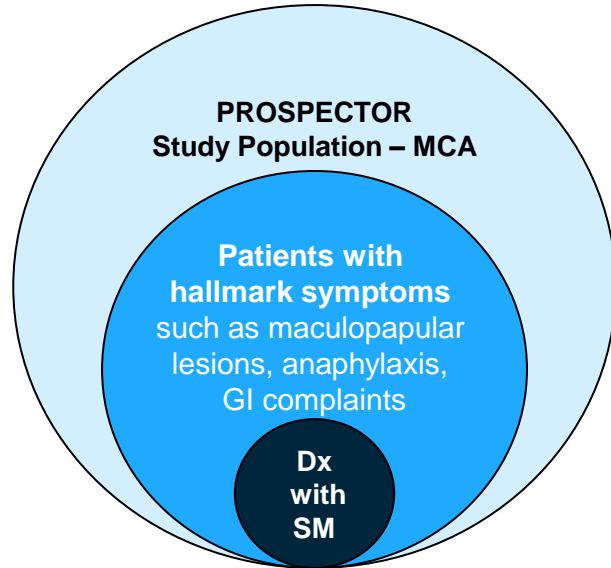 PROSPECTOR
Study Population – MCA
Patients with
hallmark symptoms
such as maculopapular
lesions, anaphylaxis,
GI complaints
Dx
with
SM